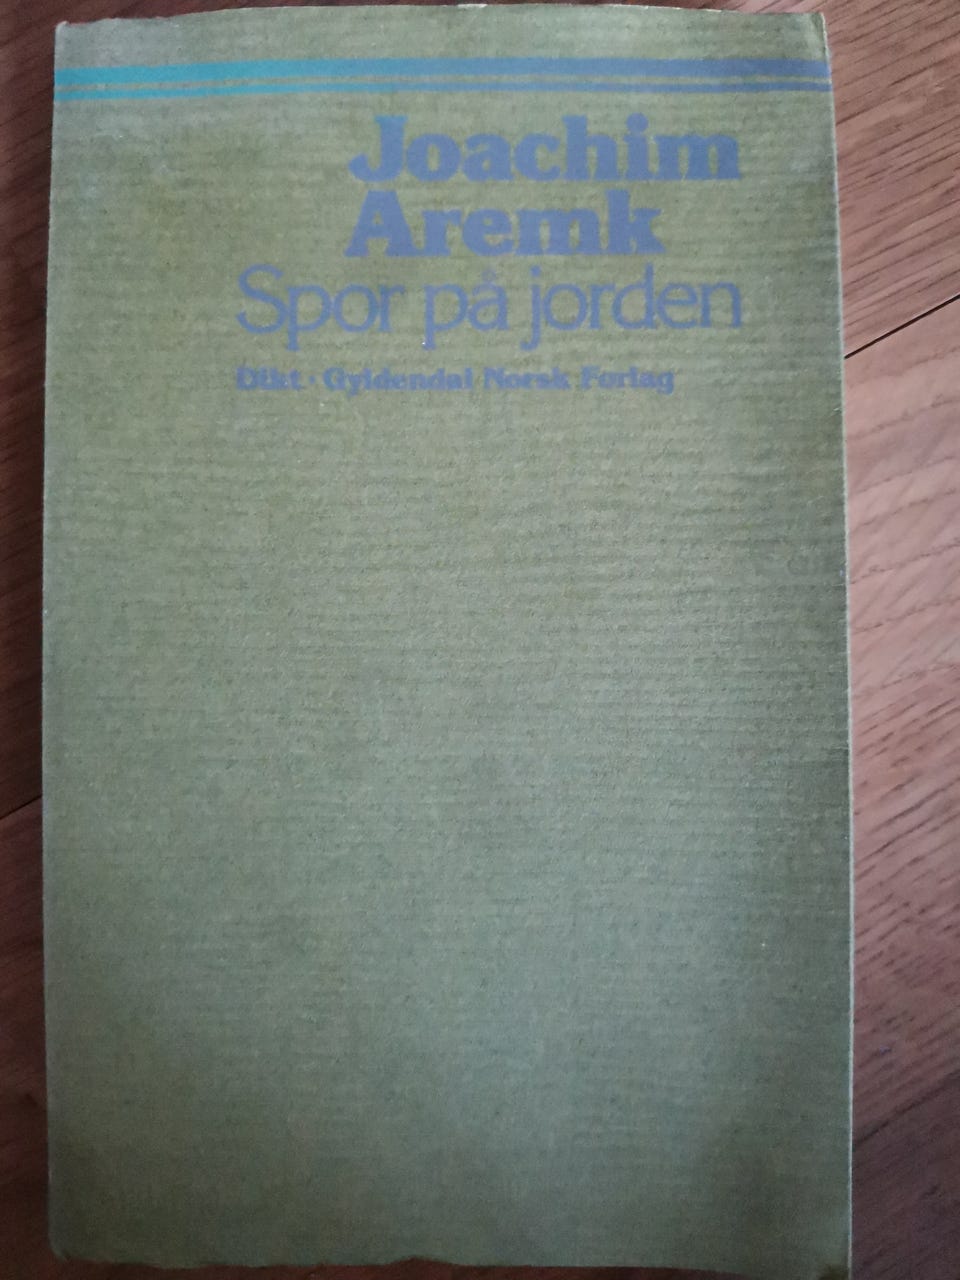 Joachim
Aremk
Spor på jorden
Dikt · Gyldendal Norsk Forlag